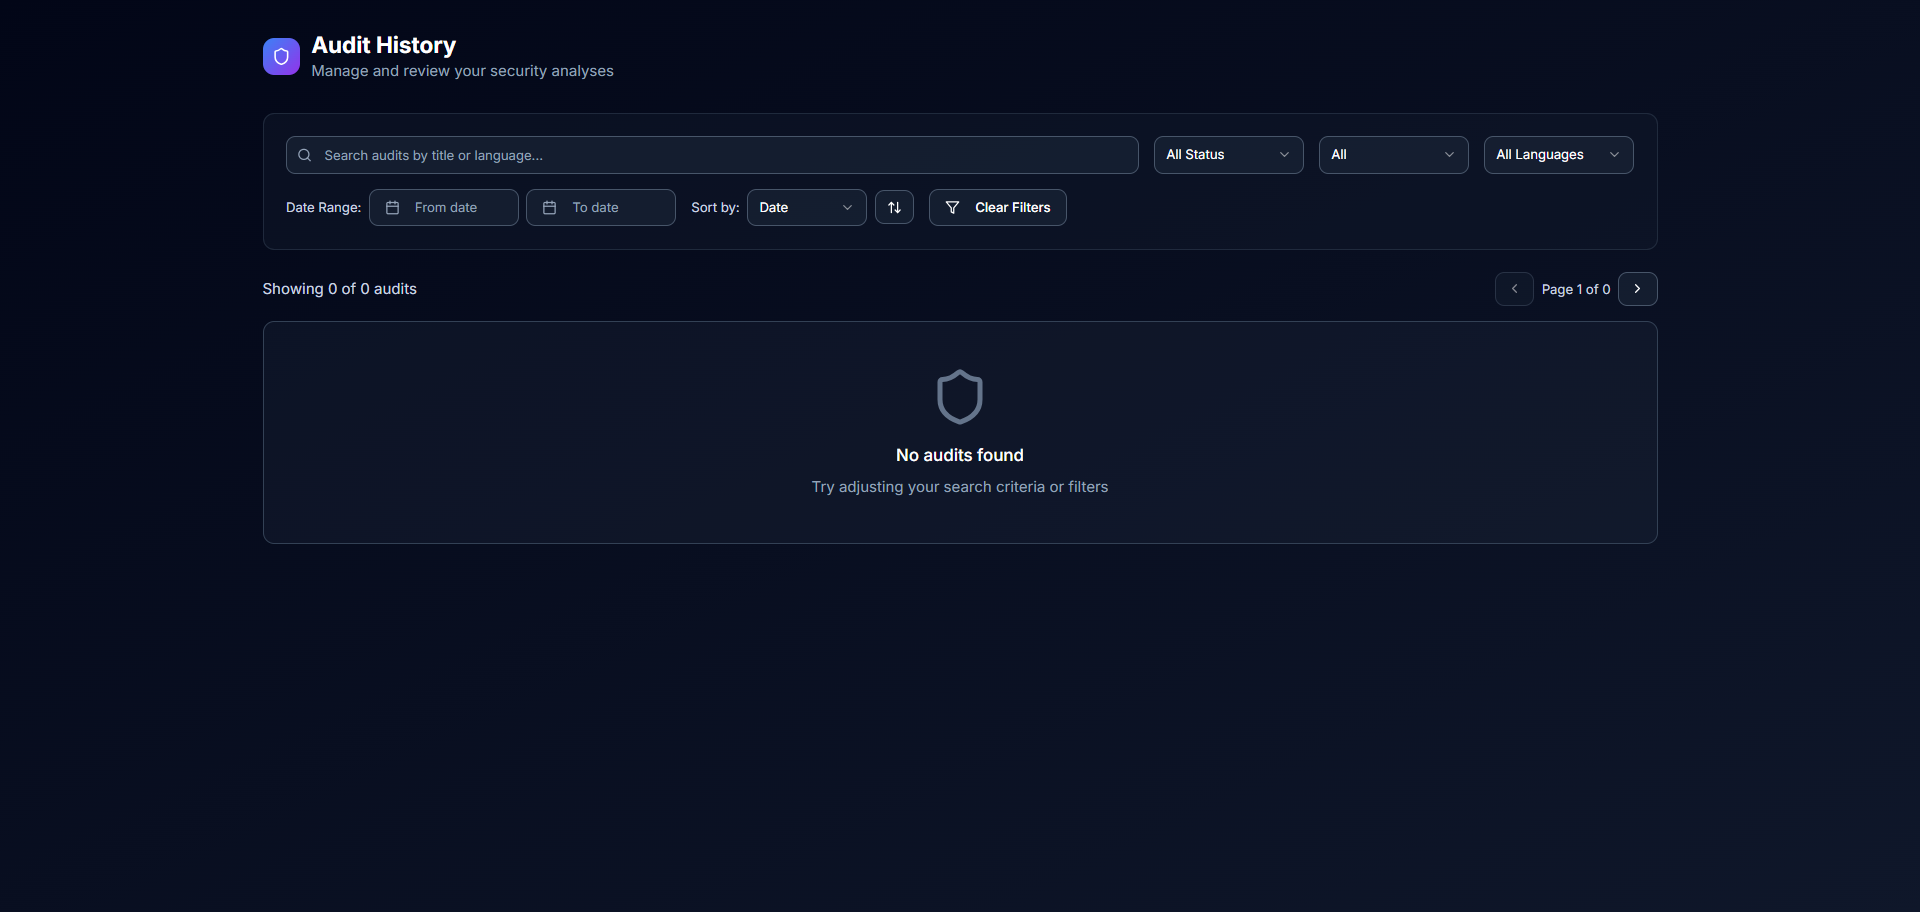 Audit History
Manage and review your security analyses
Search audits by title or language...
All Status
All
All Languages
Date Range:
From date
To date
Sort by:
Date
Clear Filters
Showing 0 of 0 audits
Page 1 of 0
No audits found
Try adjusting your search criteria or filters